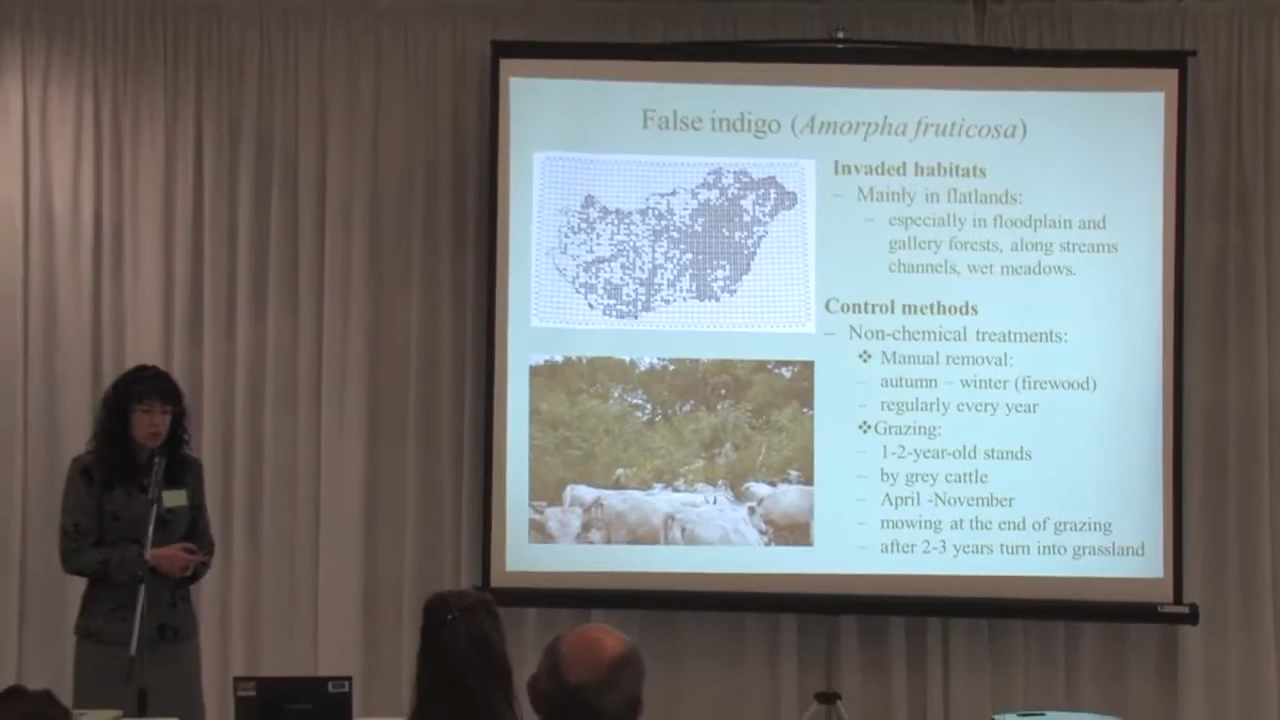 False indigo (Amorpha fruticosa)
Invaded habitats
– Mainly in flatlands:
– especially in floodplain and
gallery forests, along streams
channels, wet meadows.
Control methods
– Non-chemical treatments:
❖ Manual removal:
– autumn – winter (firewood)
– regularly every year
❖Grazing:
– 1-2-year-old stands
– by grey cattle
– April -November
– mowing at the end of grazing
– after 2-3 years turn into grassland